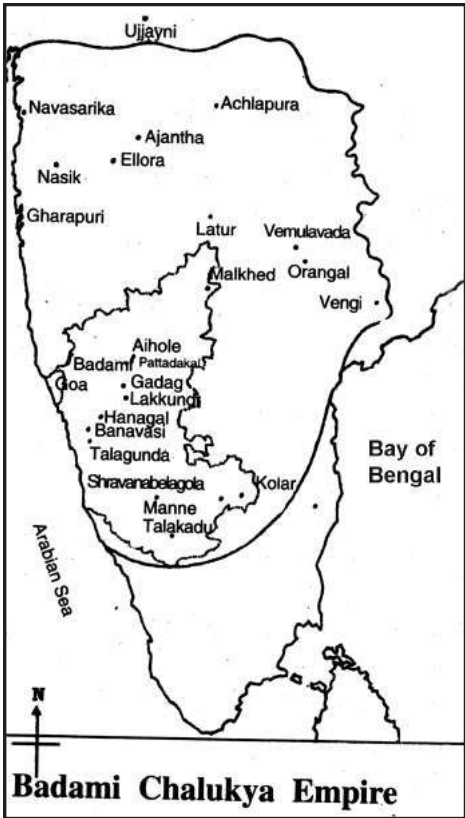 Ujjayni
Navasarika
Achlapura
Ajantha
Ellora
Nasik
Gharapuri
Latur
Vemulavada
Orangal
Malkhed
Vengi
Aihole
Badami Pattadakal
Goa
Gadag
Lakkundi
Hanagal
Banavasi
Talagunda
Bay of
Bengal
Shravanabelagola
Kolar
Manne
Talakadu
Arabian Sea
N
Badami Chalukya Empire